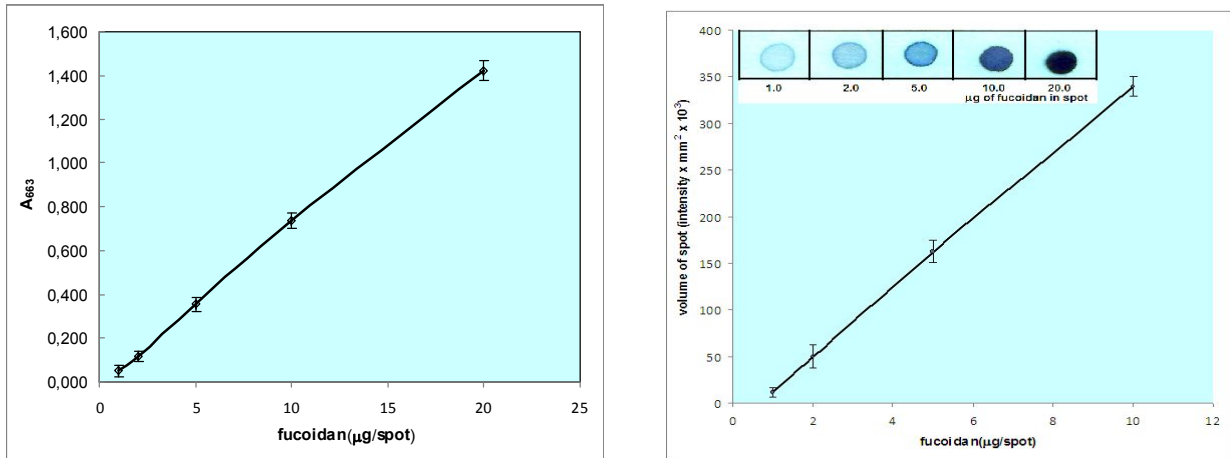 1,600
1,400
1,200
1,000
0,800
0,600
0,400
0,200
0,000
A663
0 5 10 15 20 25
fucoidan(μg/spot)
400
350
300
250
200
150
100
50
0
volume of spot (intensity x mm² x 10³)
1.0 2.0 5.0 10.0 20.0
μg of fucoidan in spot
0 2 4 6 8 10 12
fucoidan(μg/spot)